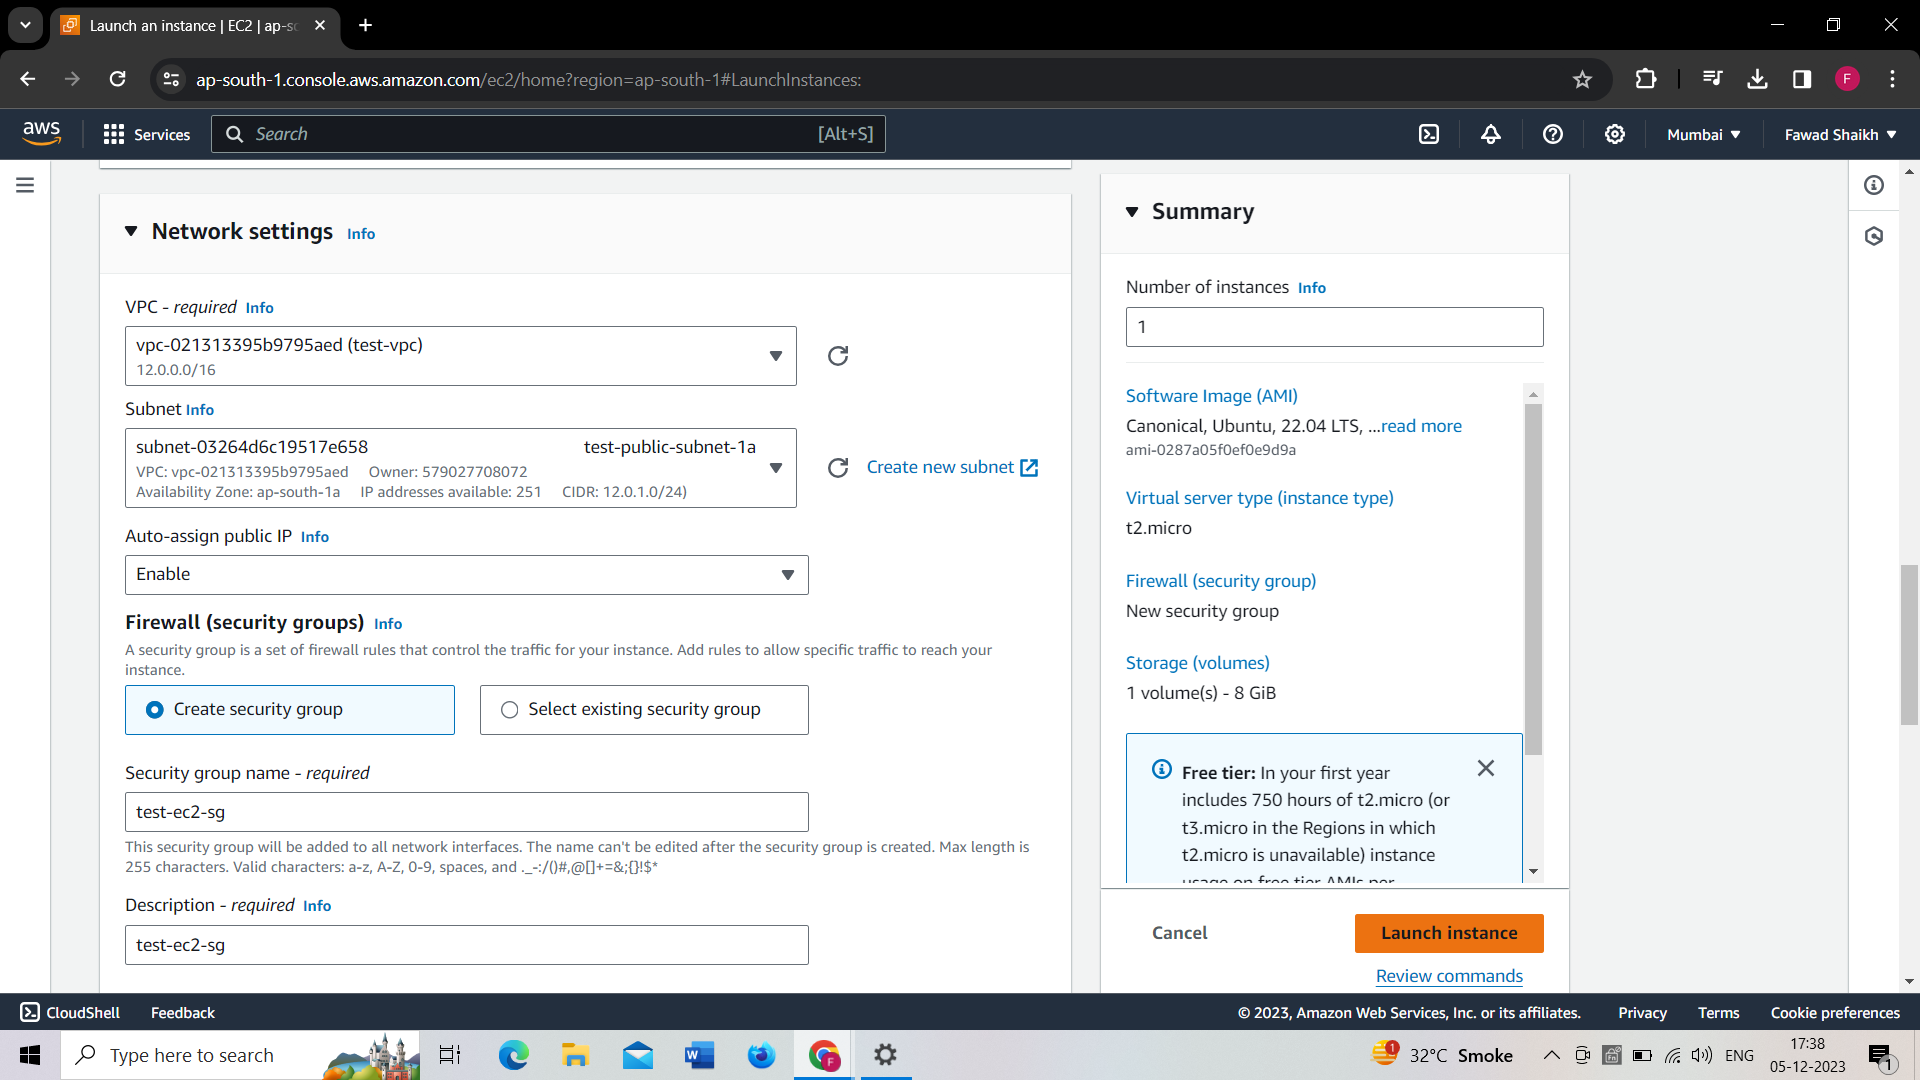 Launch an instance | EC2 | ap-so
ap-south-1.console.aws.amazon.com/ec2/home?region=ap-south-1#LaunchInstances:
F
aws
Services
Search
[Alt+S]
Mumbai
Fawad Shaikh
Network settings Info
VPC - required Info
vpc-021313395b9795aed (test-vpc)
12.0.0.0/16
Subnet Info
subnet-03264d6c19517e658 test-public-subnet-1a
VPC: vpc-021313395b9795aed Owner: 579027708072
Availability Zone: ap-south-1a IP addresses available: 251 CIDR: 12.0.1.0/24)
Create new subnet
Auto-assign public IP Info
Enable
Firewall (security groups) Info
A security group is a set of firewall rules that control the traffic for your instance. Add rules to allow specific traffic to reach your
instance.
Create security group
Select existing security group
Security group name - required
test-ec2-sg
This security group will be added to all network interfaces. The name can't be edited after the security group is created. Max length is
255 characters. Valid characters: a-z, A-Z, 0-9, spaces, and ._-:/()#,@[]+=&;{}!$*
Description - required Info
test-ec2-sg
Summary
Number of instances Info
1
Software Image (AMI)
Canonical, Ubuntu, 22.04 LTS, ...read more
ami-0287a05f0ef0e9d9a
Virtual server type (instance type)
t2.micro
Firewall (security group)
New security group
Storage (volumes)
1 volume(s) - 8 GiB
Free tier: In your first year
includes 750 hours of t2.micro (or
t3.micro in the Regions in which
t2.micro is unavailable) instance
usage on free tier AMIs per
Cancel
Launch instance
Review commands
CloudShell
Feedback
© 2023, Amazon Web Services, Inc. or its affiliates.
Privacy
Terms
Cookie preferences
Type here to search
32°C Smoke
ENG
17:38
05-12-2023
1